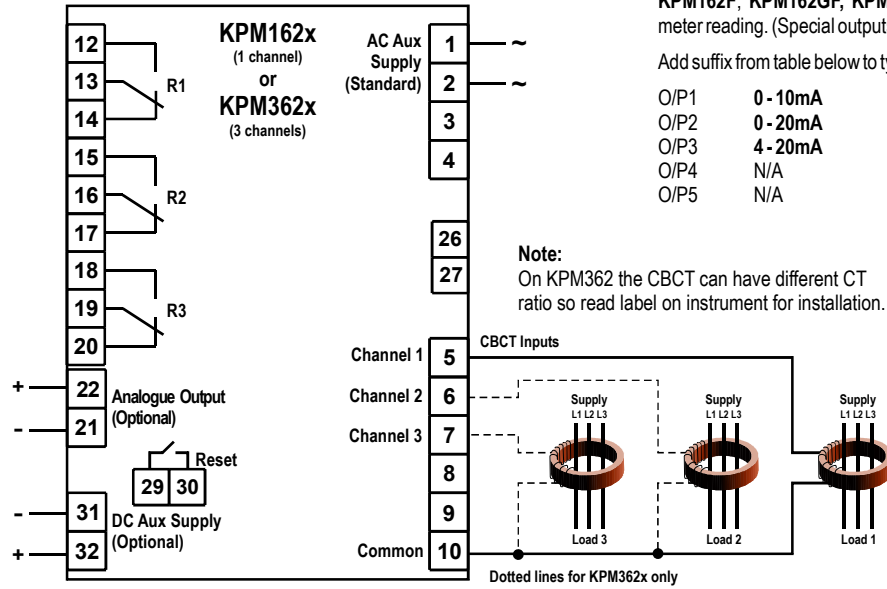 KPM162F, KPM162GF, KPM
meter reading. (Special output
Add suffix from table below to ty
O/P1 0 - 10mA
O/P2 0 - 20mA
O/P3 4 - 20mA
O/P4 N/A
O/P5 N/A
Note:
On KPM362 the CBCT can have different CT
ratio so read label on instrument for installation.
KPM162x
(1 channel)
or
KPM362x
(3 channels)
12
13
14
R1
15
16
17
R2
18
19
20
R3
+ 22
- 21
Analogue Output
(Optional)
Reset
29 30
- 31
+ 32
DC Aux Supply
(Optional)
AC Aux
Supply
(Standard)
1 ~
2 ~
3
4
26
27
CBCT Inputs
Channel 1 5
Channel 2 6
Channel 3 7
8
9
Common 10
Supply
L1 L2 L3
Load 3
Supply
L1 L2 L3
Load 2
Supply
L1 L2 L3
Load 1
Dotted lines for KPM362x only